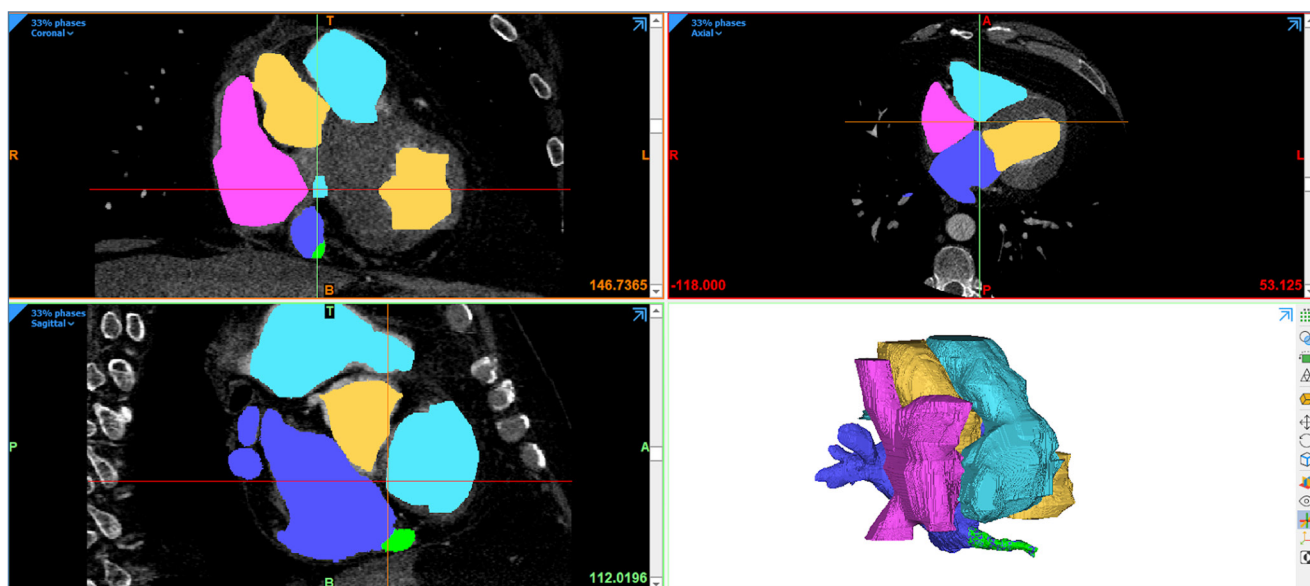 33% phases
Coronal
T
R
L
B
146.7365
33% phases
Axial
A
R
L
P
-118.000
53.125
33% phases
Sagittal
T
P
A
B
112.0196